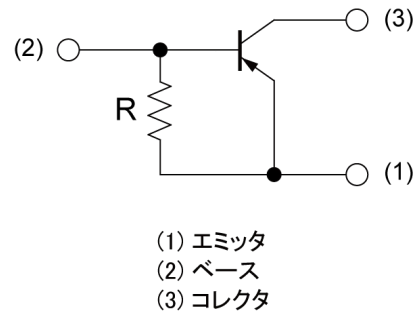 (3)
(2)
R
(1)
(1) エミッタ
(2) ベース
(3) コレクタ